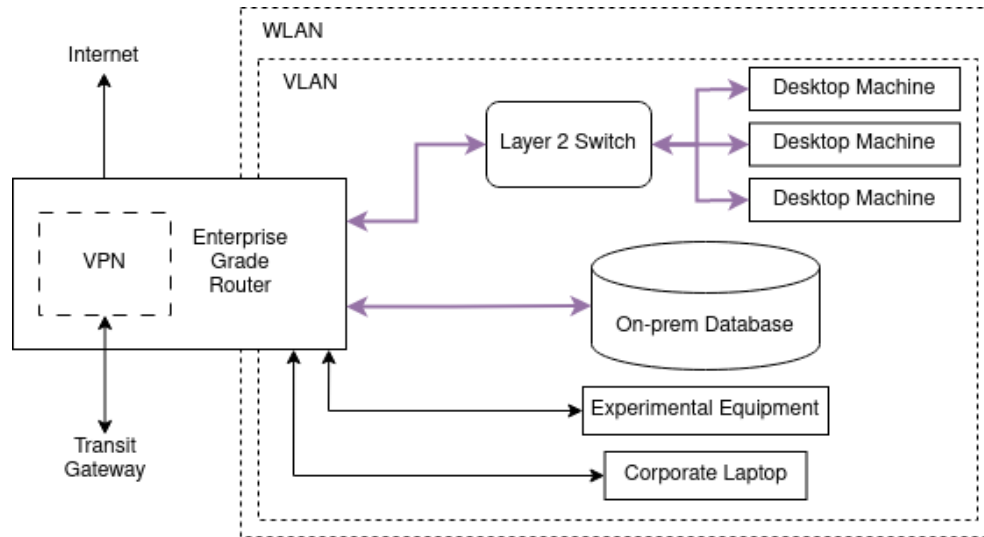 WLAN
Internet
VLAN
Desktop Machine
Layer 2 Switch
Desktop Machine
Desktop Machine
VPN
Enterprise
Grade
Router
On-prem Database
Experimental Equipment
Transit
Gateway
Corporate Laptop